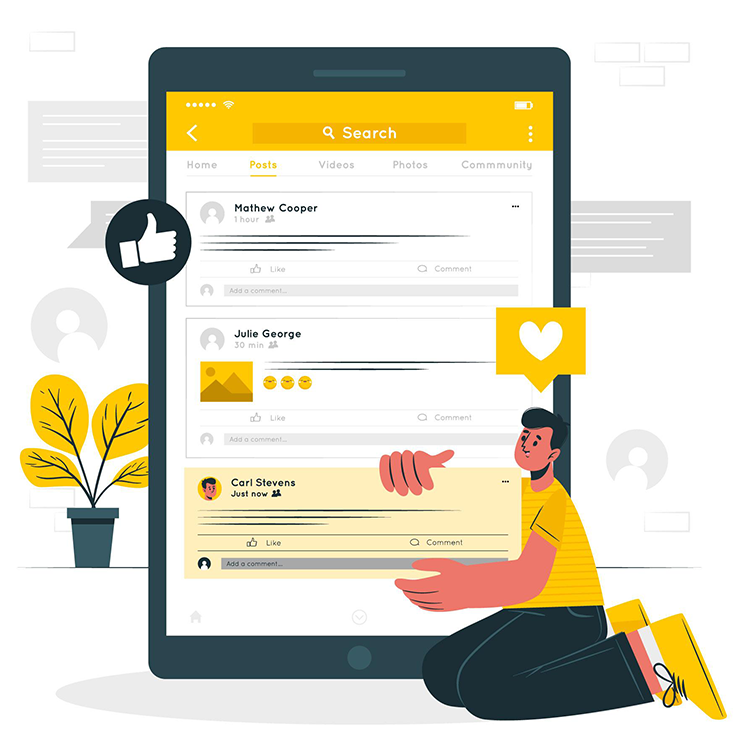 Search
Home Posts Videos Photos Commmunity
Mathew Cooper
1 hour
Like Comment
Add a comment...
Julie George
30 min
Like Comment
Add a comment...
Carl Stevens
Just now
Like Comment
Add a comment...